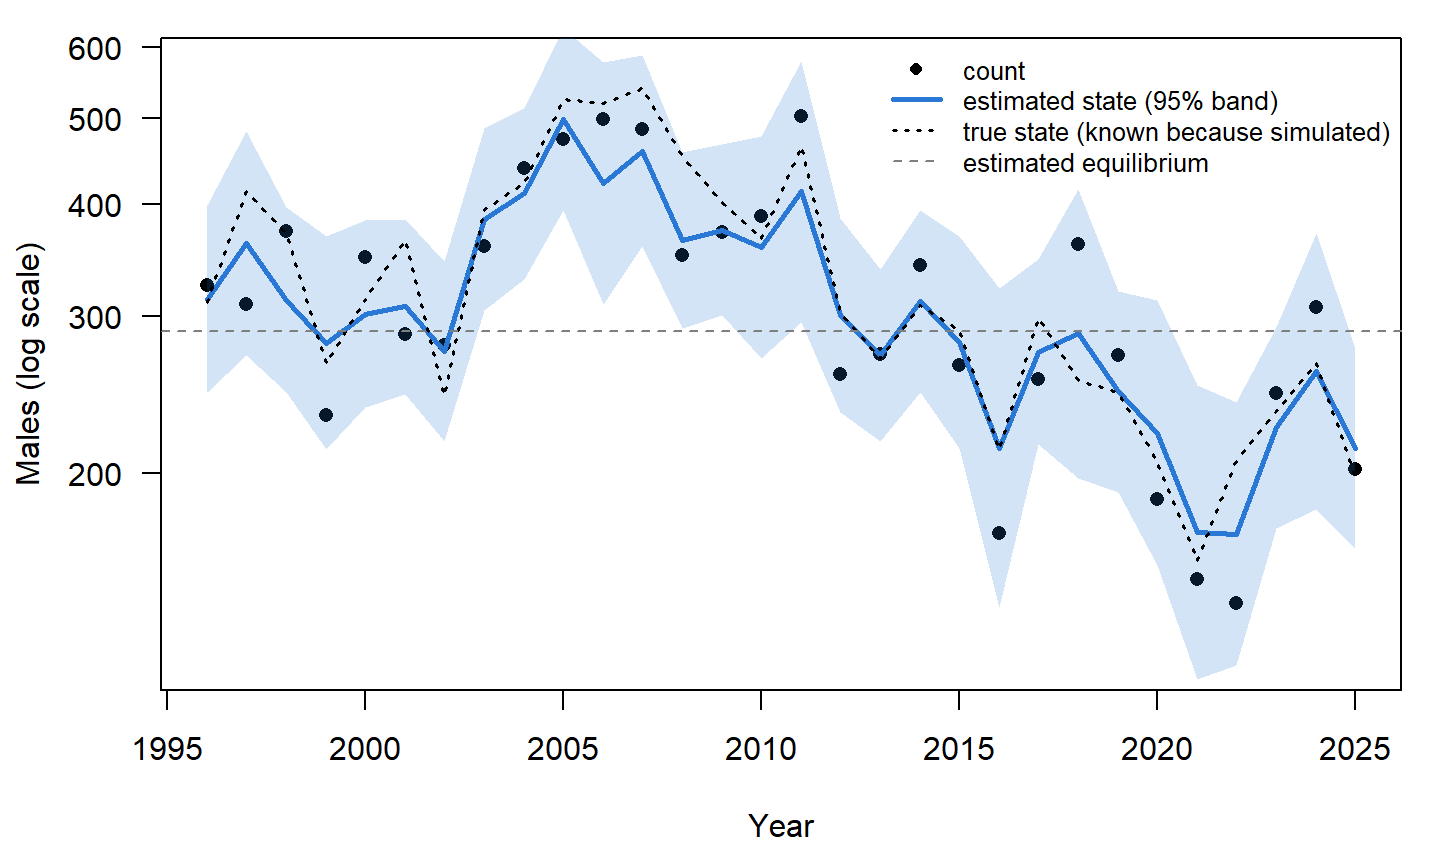 600
500
400
300
200
Males (log scale)
count
estimated state (95% band)
true state (known because simulated)
estimated equilibrium
1995 2000 2005 2010 2015 2020 2025
Year